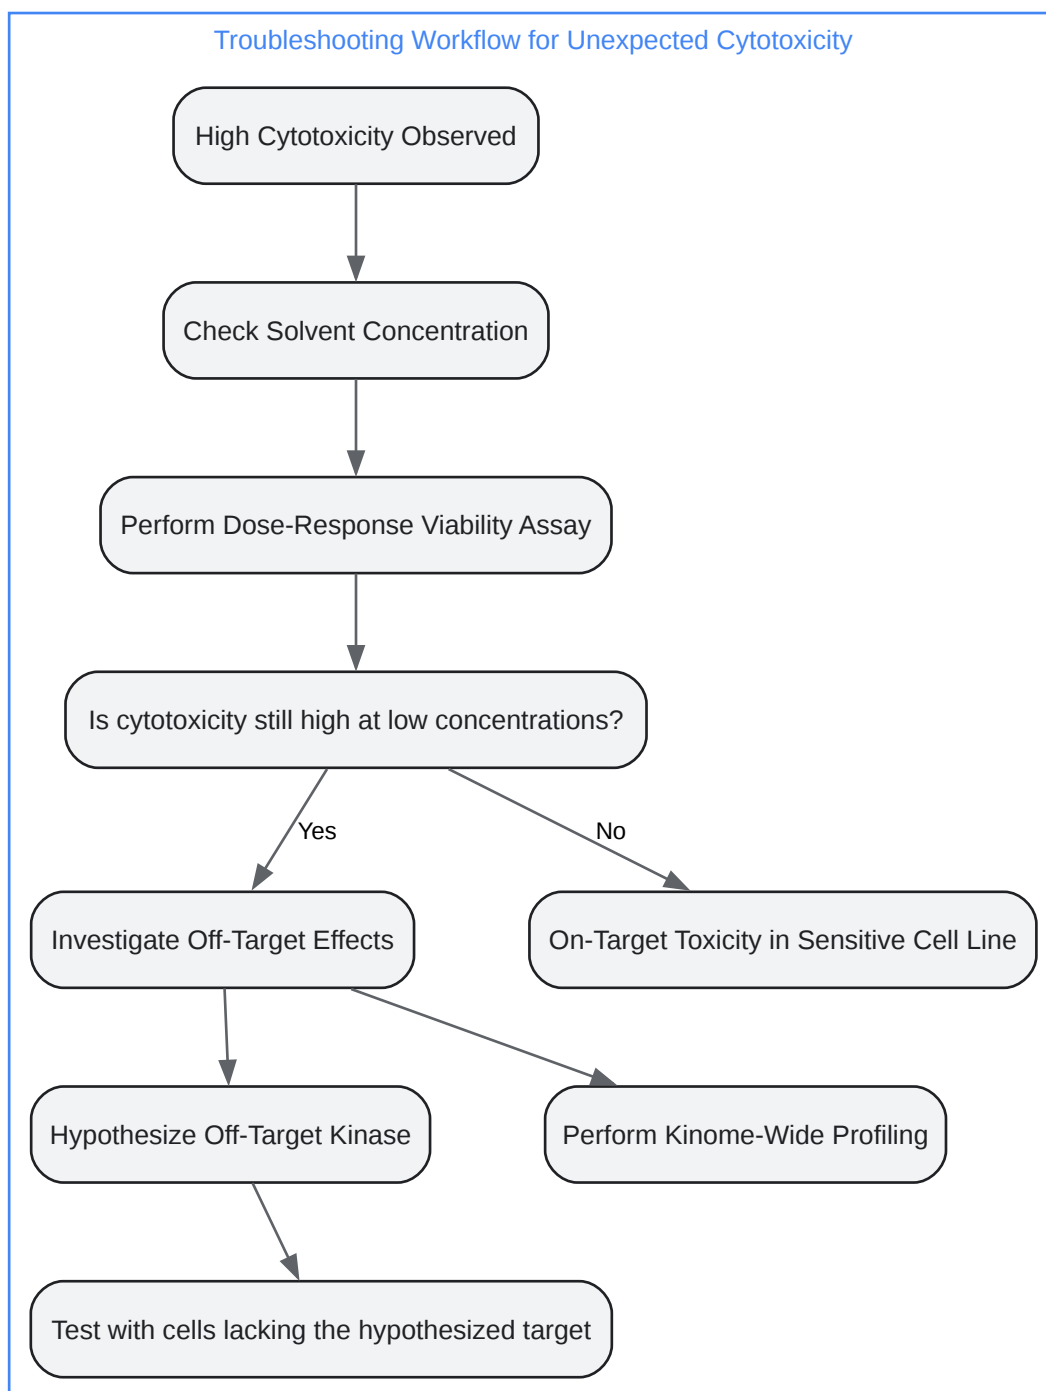 Troubleshooting Workflow for Unexpected Cytotoxicity
High Cytotoxicity Observed
Check Solvent Concentration
Perform Dose-Response Viability Assay
Is cytotoxicity still high at low concentrations?
Yes
No
Investigate Off-Target Effects
On-Target Toxicity in Sensitive Cell Line
Hypothesize Off-Target Kinase
Perform Kinome-Wide Profiling
Test with cells lacking the hypothesized target